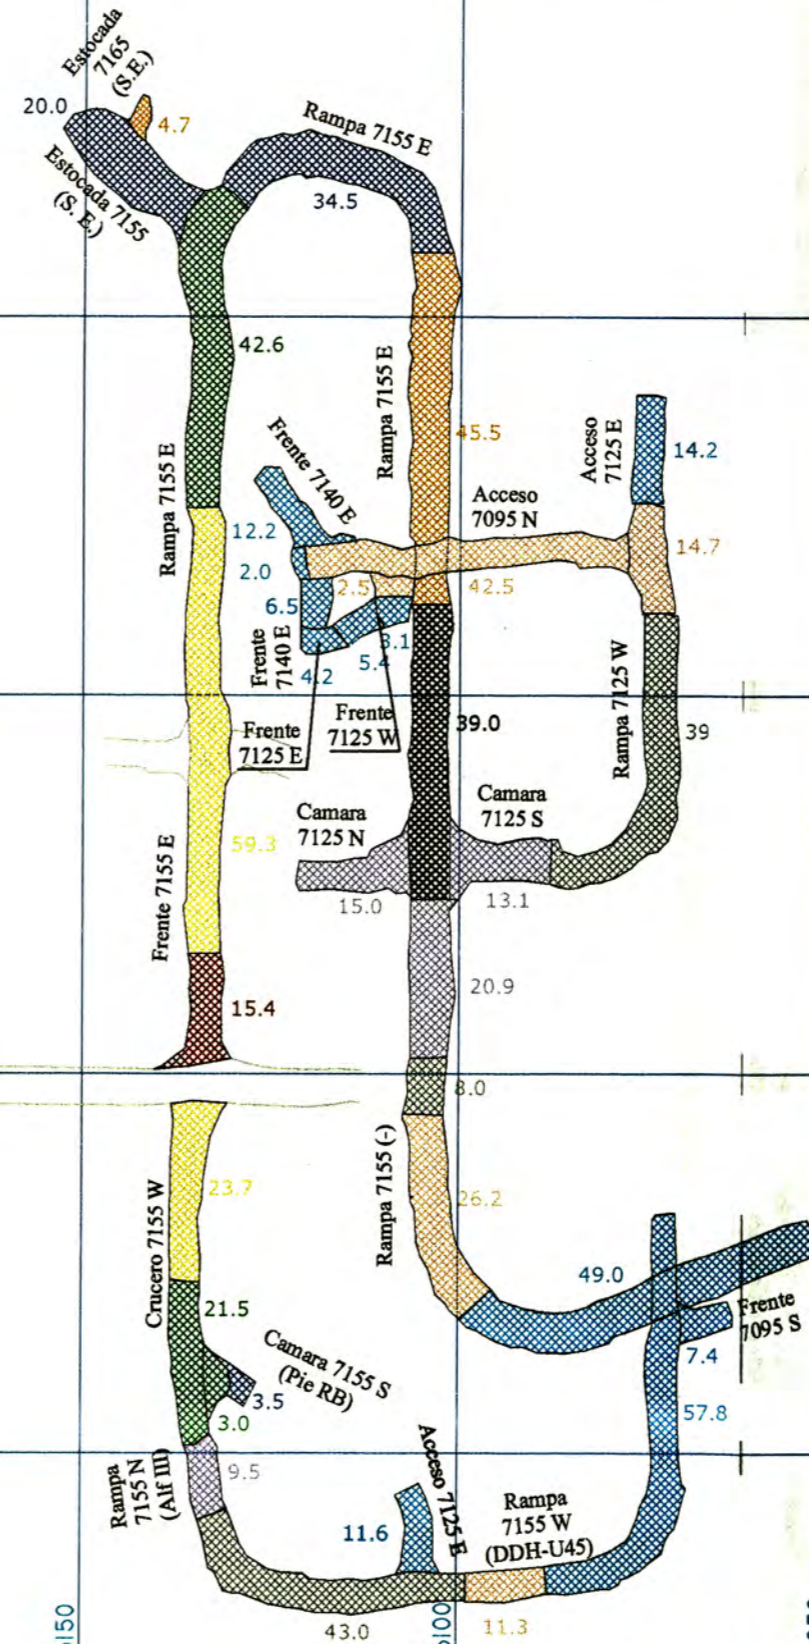 Estocada
7165
(S.E.)
20.0
4.7
Rampa 7155 E
Estocada 7155
(S. E.)
34.5
42.6
Rampa 7155 E
45.5
Acceso
7125 E
14.2
Frente 7140 E
Rampa 7155 E
Acceso
7095 N
12.2
2.0
14.7
2.5
42.5
6.5
3.1
Frente
7140 E
5.4
4.2
Rampa 7125 W
Frente
7125 E
Frente
7125 W
39.0
39
Camara
7125 N
Camara
7125 S
59.3
Frente 7155 E
15.0
13.1
20.9
15.4
8.0
Rampa 7155 (-)
Crucero 7155 W
23.7
26.2
49.0
21.5
Frente
7095 S
Camara 7155 S
(Pie RB)
7.4
3.5
3.0
57.8
Rampa
7155 N
(Alf III)
9.5
Acceso 7125 E
Rampa
7155 W
(DDH-U45)
11.6
43.0
11.3